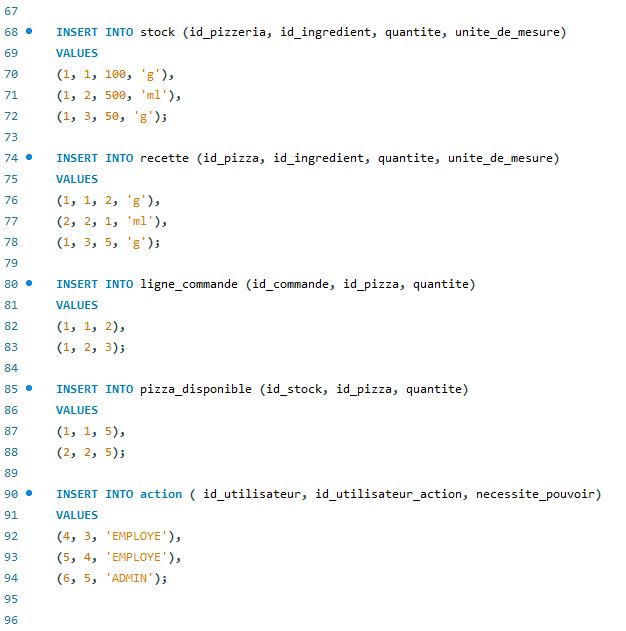 67
68 INSERT INTO stock (id_pizzeria, id_ingredient, quantite, unite_de_mesure)
69 VALUES
70 (1, 1, 100, 'g'),
71 (1, 2, 500, 'ml'),
72 (1, 3, 50, 'g');
73
74 INSERT INTO recette (id_pizza, id_ingredient, quantite, unite_de_mesure)
75 VALUES
76 (1, 1, 2, 'g'),
77 (2, 2, 1, 'ml'),
78 (1, 3, 5, 'g');
79
80 INSERT INTO ligne_commande (id_commande, id_pizza, quantite)
81 VALUES
82 (1, 1, 2),
83 (1, 2, 3);
84
85 INSERT INTO pizza_disponible (id_stock, id_pizza, quantite)
86 VALUES
87 (1, 1, 5),
88 (2, 2, 5);
89
90 INSERT INTO action ( id_utilisateur, id_utilisateur_action, necessite_pouvoir)
91 VALUES
92 (4, 3, 'EMPLOYE'),
93 (5, 4, 'EMPLOYE'),
94 (6, 5, 'ADMIN');
95
96